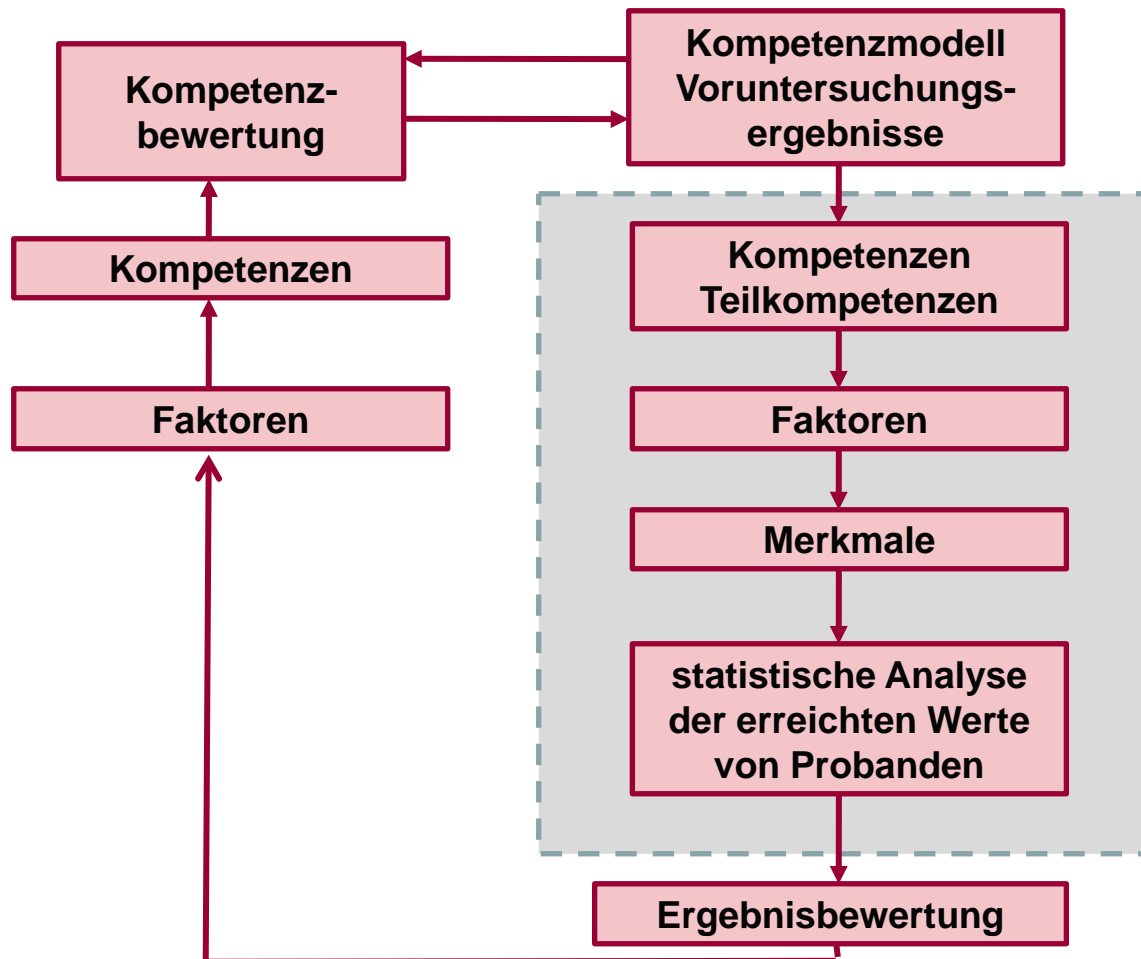 Kompetenz-
bewertung
Kompetenzmodell
Voruntersuchungs-
ergebnisse
Kompetenzen
Faktoren
Kompetenzen
Teilkompetenzen
Faktoren
Merkmale
statistische Analyse
der erreichten Werte
von Probanden
Ergebnisbewertung